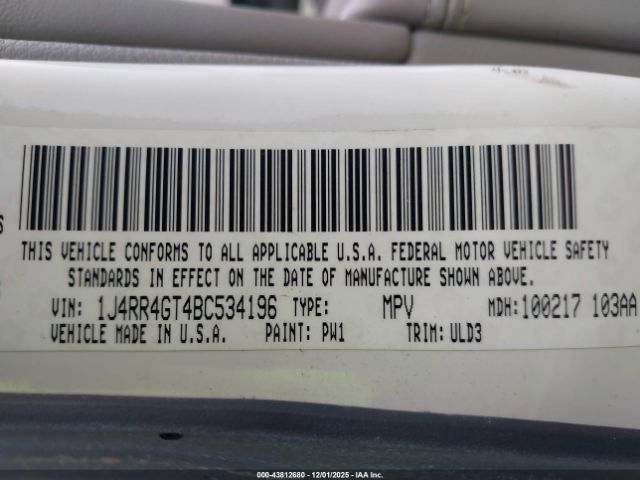 THIS VEHICLE CONFORMS TO ALL APPLICABLE U.S.A. FEDERAL MOTOR VEHICLE SAFETY
STANDARDS IN EFFECT ON THE DATE OF MANUFACTURE SHOWN ABOVE.
VIN: 1J4RR4GT4BC534196 TYPE: MPV MDH:100217 103AA
VEHICLE MADE IN U.S.A. PAINT: PW1 TRIM: ULD3
000-43812680 - 12/01/2025 - IAA Inc.